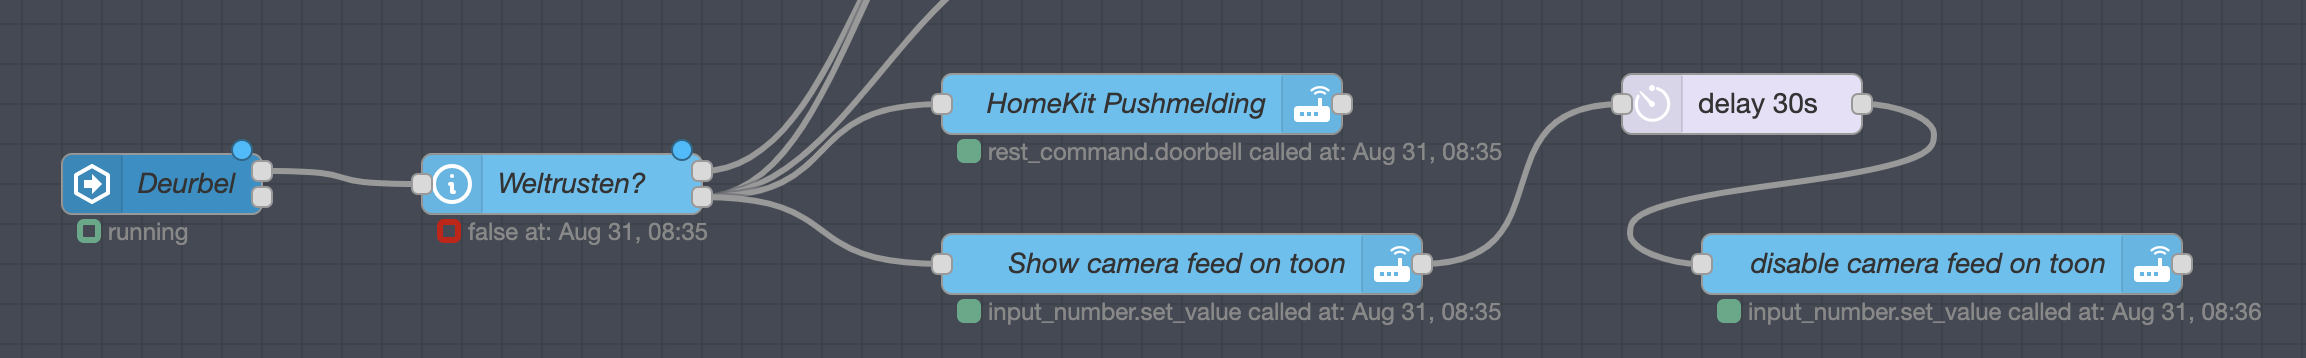 HomeKit Pushmelding
delay 30s
rest_command.doorbell called at: Aug 31, 08:35
Deurbel
Weltrusten?
running
false at: Aug 31, 08:35
Show camera feed on toon
disable camera feed on toon
input_number.set_value called at: Aug 31, 08:35
input_number.set_value called at: Aug 31, 08:36